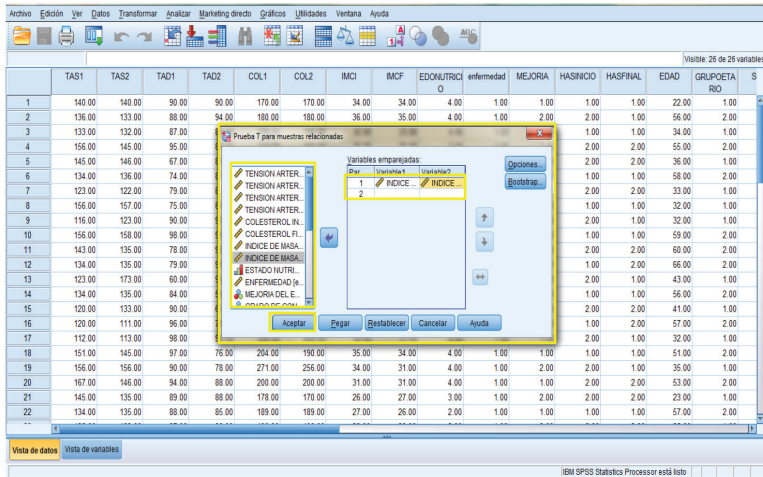 Archivo Edición Ver Datos Transformar Analizar Marketing directo Gráficos Utilidades Ventana Ayuda
Visible: 26 de 26 variables
TAS1 TAS2 TAD1 TAD2 COL1 COL2 IMCI IMCF EDONUTRICIO enfermedad MEJORIA HASINICIO HASFINAL EDAD GRUPOETARIO S
1 140.00 140.00 90.00 90.00 170.00 170.00 34.00 34.00 4.00 1.00 1.00 1.00 1.00 22.00 1.00
2 136.00 133.00 88.00 94.00 180.00 180.00 36.00 35.00 4.00 1.00 2.00 2.00 1.00 56.00 2.00
3 133.00 132.00 87.00 1.00 1.00 34.00 1.00
4 156.00 145.00 95.00 2.00 2.00 55.00 2.00
5 145.00 146.00 67.00 2.00 2.00 36.00 1.00
6 134.00 136.00 74.00 1.00 1.00 58.00 2.00
7 123.00 122.00 79.00 2.00 2.00 33.00 1.00
8 156.00 157.00 75.00 1.00 2.00 32.00 1.00
9 116.00 123.00 90.00 1.00 1.00 32.00 1.00
10 156.00 158.00 98.00 1.00 1.00 59.00 2.00
11 143.00 135.00 78.00 2.00 2.00 60.00 2.00
12 134.00 135.00 79.00 1.00 2.00 66.00 2.00
13 123.00 173.00 60.00 2.00 1.00 43.00 1.00
14 134.00 135.00 84.00 1.00 1.00 56.00 2.00
15 120.00 133.00 90.00 2.00 2.00 41.00 1.00
16 120.00 111.00 96.00 1.00 2.00 57.00 2.00
17 112.00 113.00 98.00 1.00 2.00 32.00 1.00
18 151.00 145.00 97.00 76.00 204.00 190.00 35.00 34.00 4.00 1.00 1.00 1.00 1.00 51.00 2.00
19 156.00 156.00 90.00 78.00 271.00 256.00 34.00 31.00 4.00 1.00 2.00 2.00 2.00 35.00 1.00
20 167.00 146.00 94.00 88.00 200.00 200.00 31.00 31.00 4.00 1.00 1.00 2.00 2.00 53.00 2.00
21 145.00 135.00 89.00 88.00 178.00 170.00 26.00 27.00 3.00 1.00 2.00 2.00 2.00 23.00 1.00
22 134.00 135.00 88.00 85.00 189.00 189.00 27.00 26.00 2.00 1.00 1.00 1.00 1.00 57.00 2.00
Prueba T para muestras relacionadas
TENSION ARTER...
TENSION ARTER...
TENSION ARTER...
TENSION ARTER...
COLESTEROL IN...
COLESTEROL FI...
INDICE DE MASA...
INDICE DE MASA...
ESTADO NUTRI...
ENFERMEDAD [e...
MEJORIA DEL E...
GRADO DE CON...
Variables emparejadas:
Par Variable1 Variable2
1 INDICE ... INDICE ...
2
Opciones...
Bootstrap...
Aceptar Pegar Restablecer Cancelar Ayuda
Vista de datos Vista de variables
IBM SPSS Statistics Processor está listo